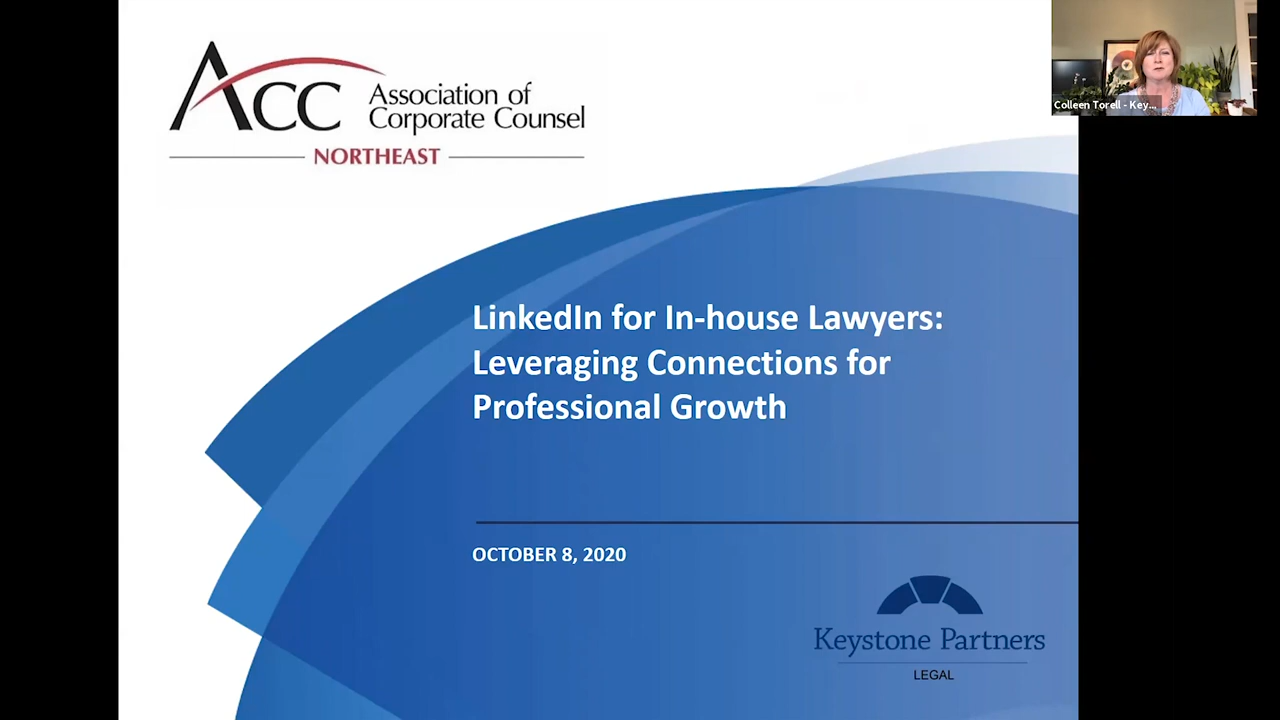 ACC Association of
Corporate Counsel
NORTHEAST
Colleen Torell - Key...
LinkedIn for In-house Lawyers:
Leveraging Connections for
Professional Growth
OCTOBER 8, 2020
Keystone Partners
LEGAL